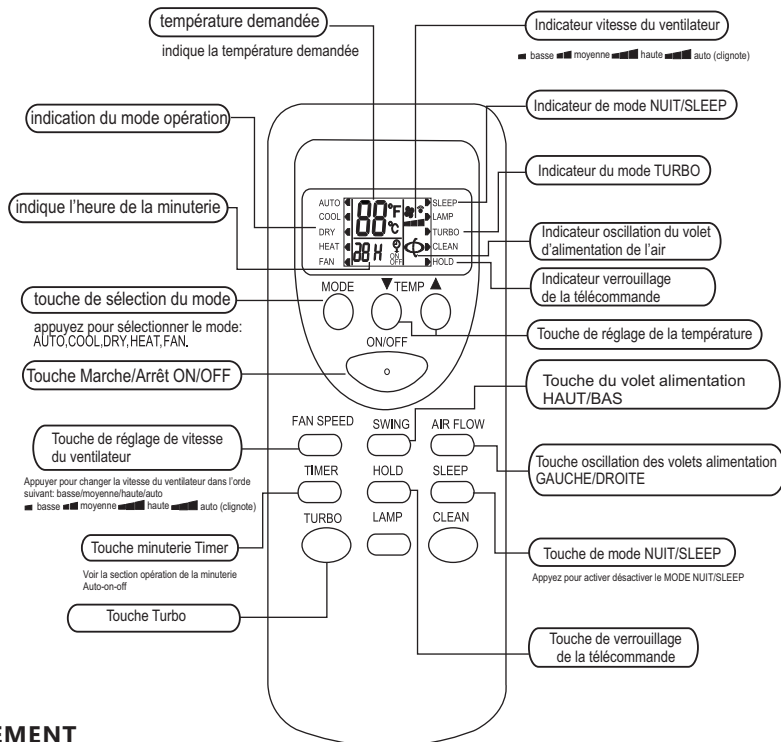 température demandée
indique la température demandée
Indicateur vitesse du ventilateur
basse moyenne haute auto (clignote)
Indicateur de mode NUIT/SLEEP
indication du mode opération
Indicateur du mode TURBO
indique l'heure de la minuterie
Indicateur oscillation du volet
d'alimentation de l'air
Indicateur verrouillage
de la télécommande
AUTO
COOL
DRY
HEAT
FAN
88°F
°C
28 H
ON
OFF
SLEEP
LAMP
TURBO
CLEAN
HOLD
touche de sélection du mode
appuyez pour sélectionner le mode:
AUTO,COOL,DRY,HEAT,FAN.
MODE ▼ TEMP ▲
Touche de réglage de la température
ON/OFF
Touche Marche/Arrêt ON/OFF
Touche du volet alimentation
HAUT/BAS
FAN SPEED SWING AIR FLOW
Touche de réglage de vitesse
du ventilateur
Appuyer pour changer la vitesse du ventilateur dans l'orde
suivant: basse/moyenne/haute/auto
basse moyenne haute auto (clignote)
Touche oscillation des volets alimentation
GAUCHE/DROITE
TIMER HOLD SLEEP
TURBO LAMP CLEAN
Touche minuterie Timer
Voir la section opération de la minuterie
Auto-on-off
Touche de mode NUIT/SLEEP
Appyez pour activer désactiver le MODE NUIT/SLEEP
Touche Turbo
Touche de verrouillage
de la télécommande
EMENT